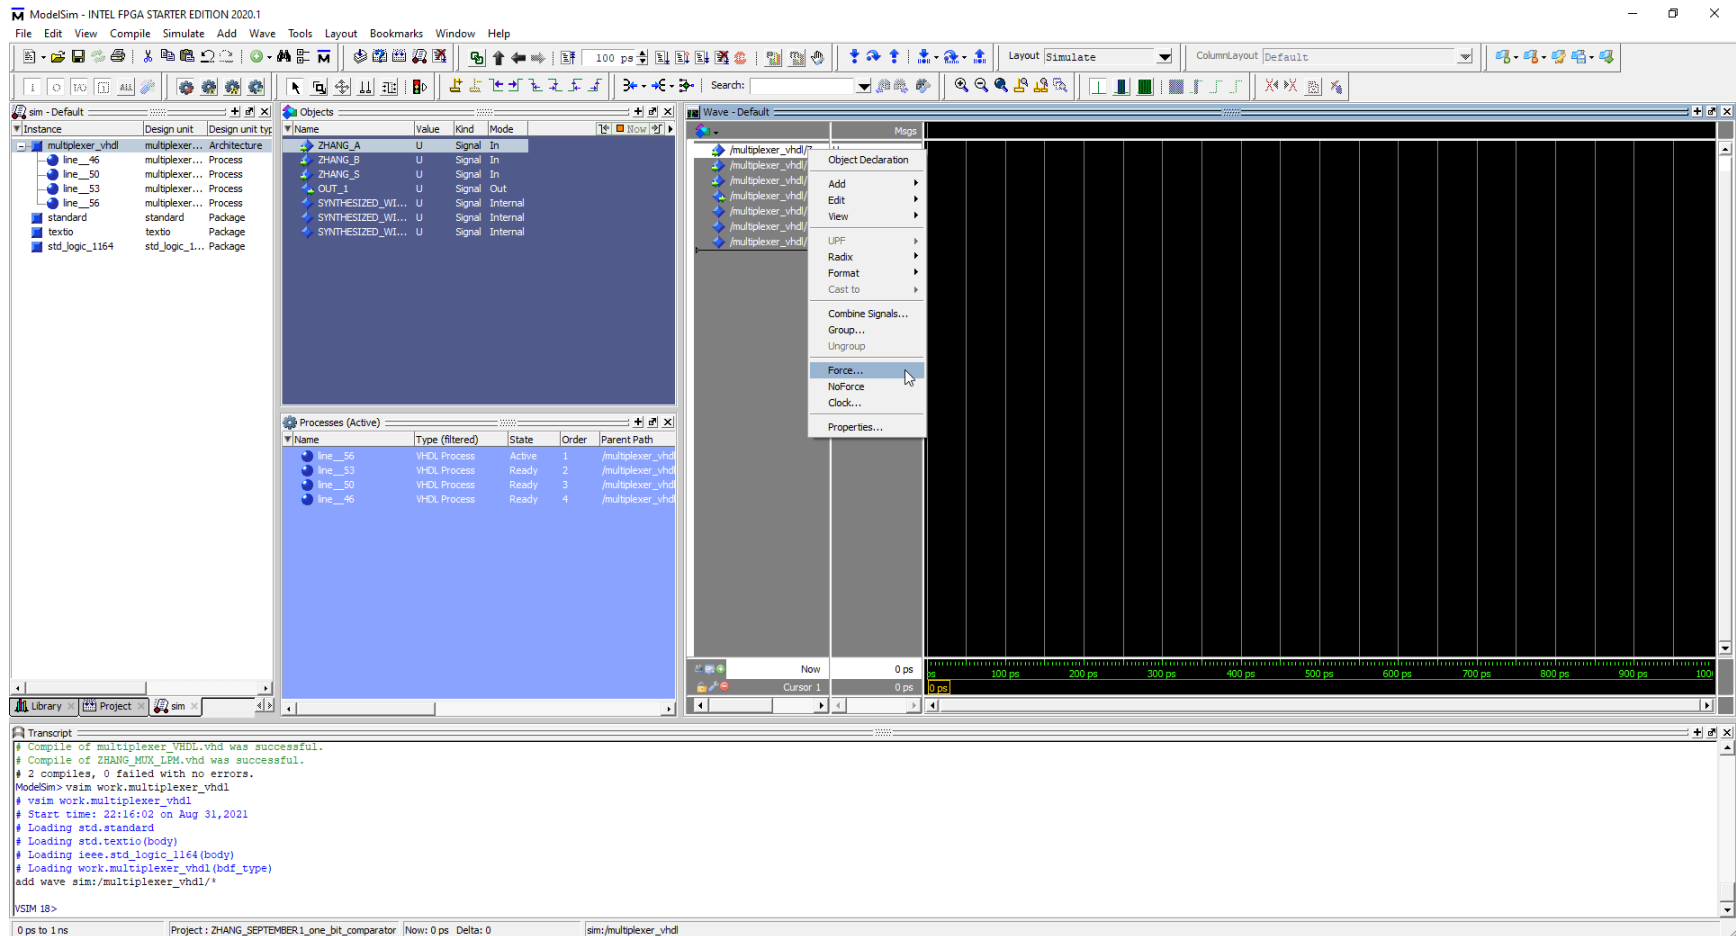 ModelSim - INTEL FPGA STARTER EDITION 2020.1
File Edit View Compile Simulate Add Wave Tools Layout Bookmarks Window Help
100 ps
Layout Simulate
ColumnLayout Default
Search:
sim - Default
Instance Design unit Design unit typ
multiplexer_vhdl multiplexer... Architecture
line__46 multiplexer... Process
line__50 multiplexer... Process
line__53 multiplexer... Process
line__56 multiplexer... Process
standard standard Package
textio textio Package
std_logic_1164 std_logic_1... Package
Library Project sim
Objects
Name Value Kind Mode Now
ZHANG_A U Signal In
ZHANG_B U Signal In
ZHANG_S U Signal In
OUT_1 U Signal Out
SYNTHESIZED_WI... U Signal Internal
SYNTHESIZED_WI... U Signal Internal
SYNTHESIZED_WI... U Signal Internal
Processes (Active)
Name Type (filtered) State Order Parent Path
line__56 VHDL Process Active 1 /multiplexer_vhdl
line__53 VHDL Process Ready 2 /multiplexer_vhdl
line__50 VHDL Process Ready 3 /multiplexer_vhdl
line__46 VHDL Process Ready 4 /multiplexer_vhdl
Wave - Default
Msgs
/multiplexer_vhdl/Z
/multiplexer_vhdl/
/multiplexer_vhdl/
/multiplexer_vhdl/
/multiplexer_vhdl/
/multiplexer_vhdl/
/multiplexer_vhdl/
Object Declaration
Add
Edit
View
UPF
Radix
Format
Cast to
Combine Signals...
Group...
Ungroup
Force...
NoForce
Clock...
Properties...
Now 0 ps
ps 100 ps 200 ps 300 ps 400 ps 500 ps 600 ps 700 ps 800 ps 900 ps 100
Cursor 1 0 ps
0 ps
Transcript
# Compile of multiplexer_VHDL.vhd was successful.
# Compile of ZHANG_MUX_LPM.vhd was successful.
# 2 compiles, 0 failed with no errors.
ModelSim> vsim work.multiplexer_vhdl
# vsim work.multiplexer_vhdl
# Start time: 22:16:02 on Aug 31,2021
# Loading std.standard
# Loading std.textio(body)
# Loading ieee.std_logic_1164(body)
# Loading work.multiplexer_vhdl(bdf_type)
add wave sim:/multiplexer_vhdl/*
VSIM 18>
0 ps to 1 ns Project : ZHANG_SEPTEMBER1_one_bit_comparator Now: 0 ps Delta: 0 sim:/multiplexer_vhdl